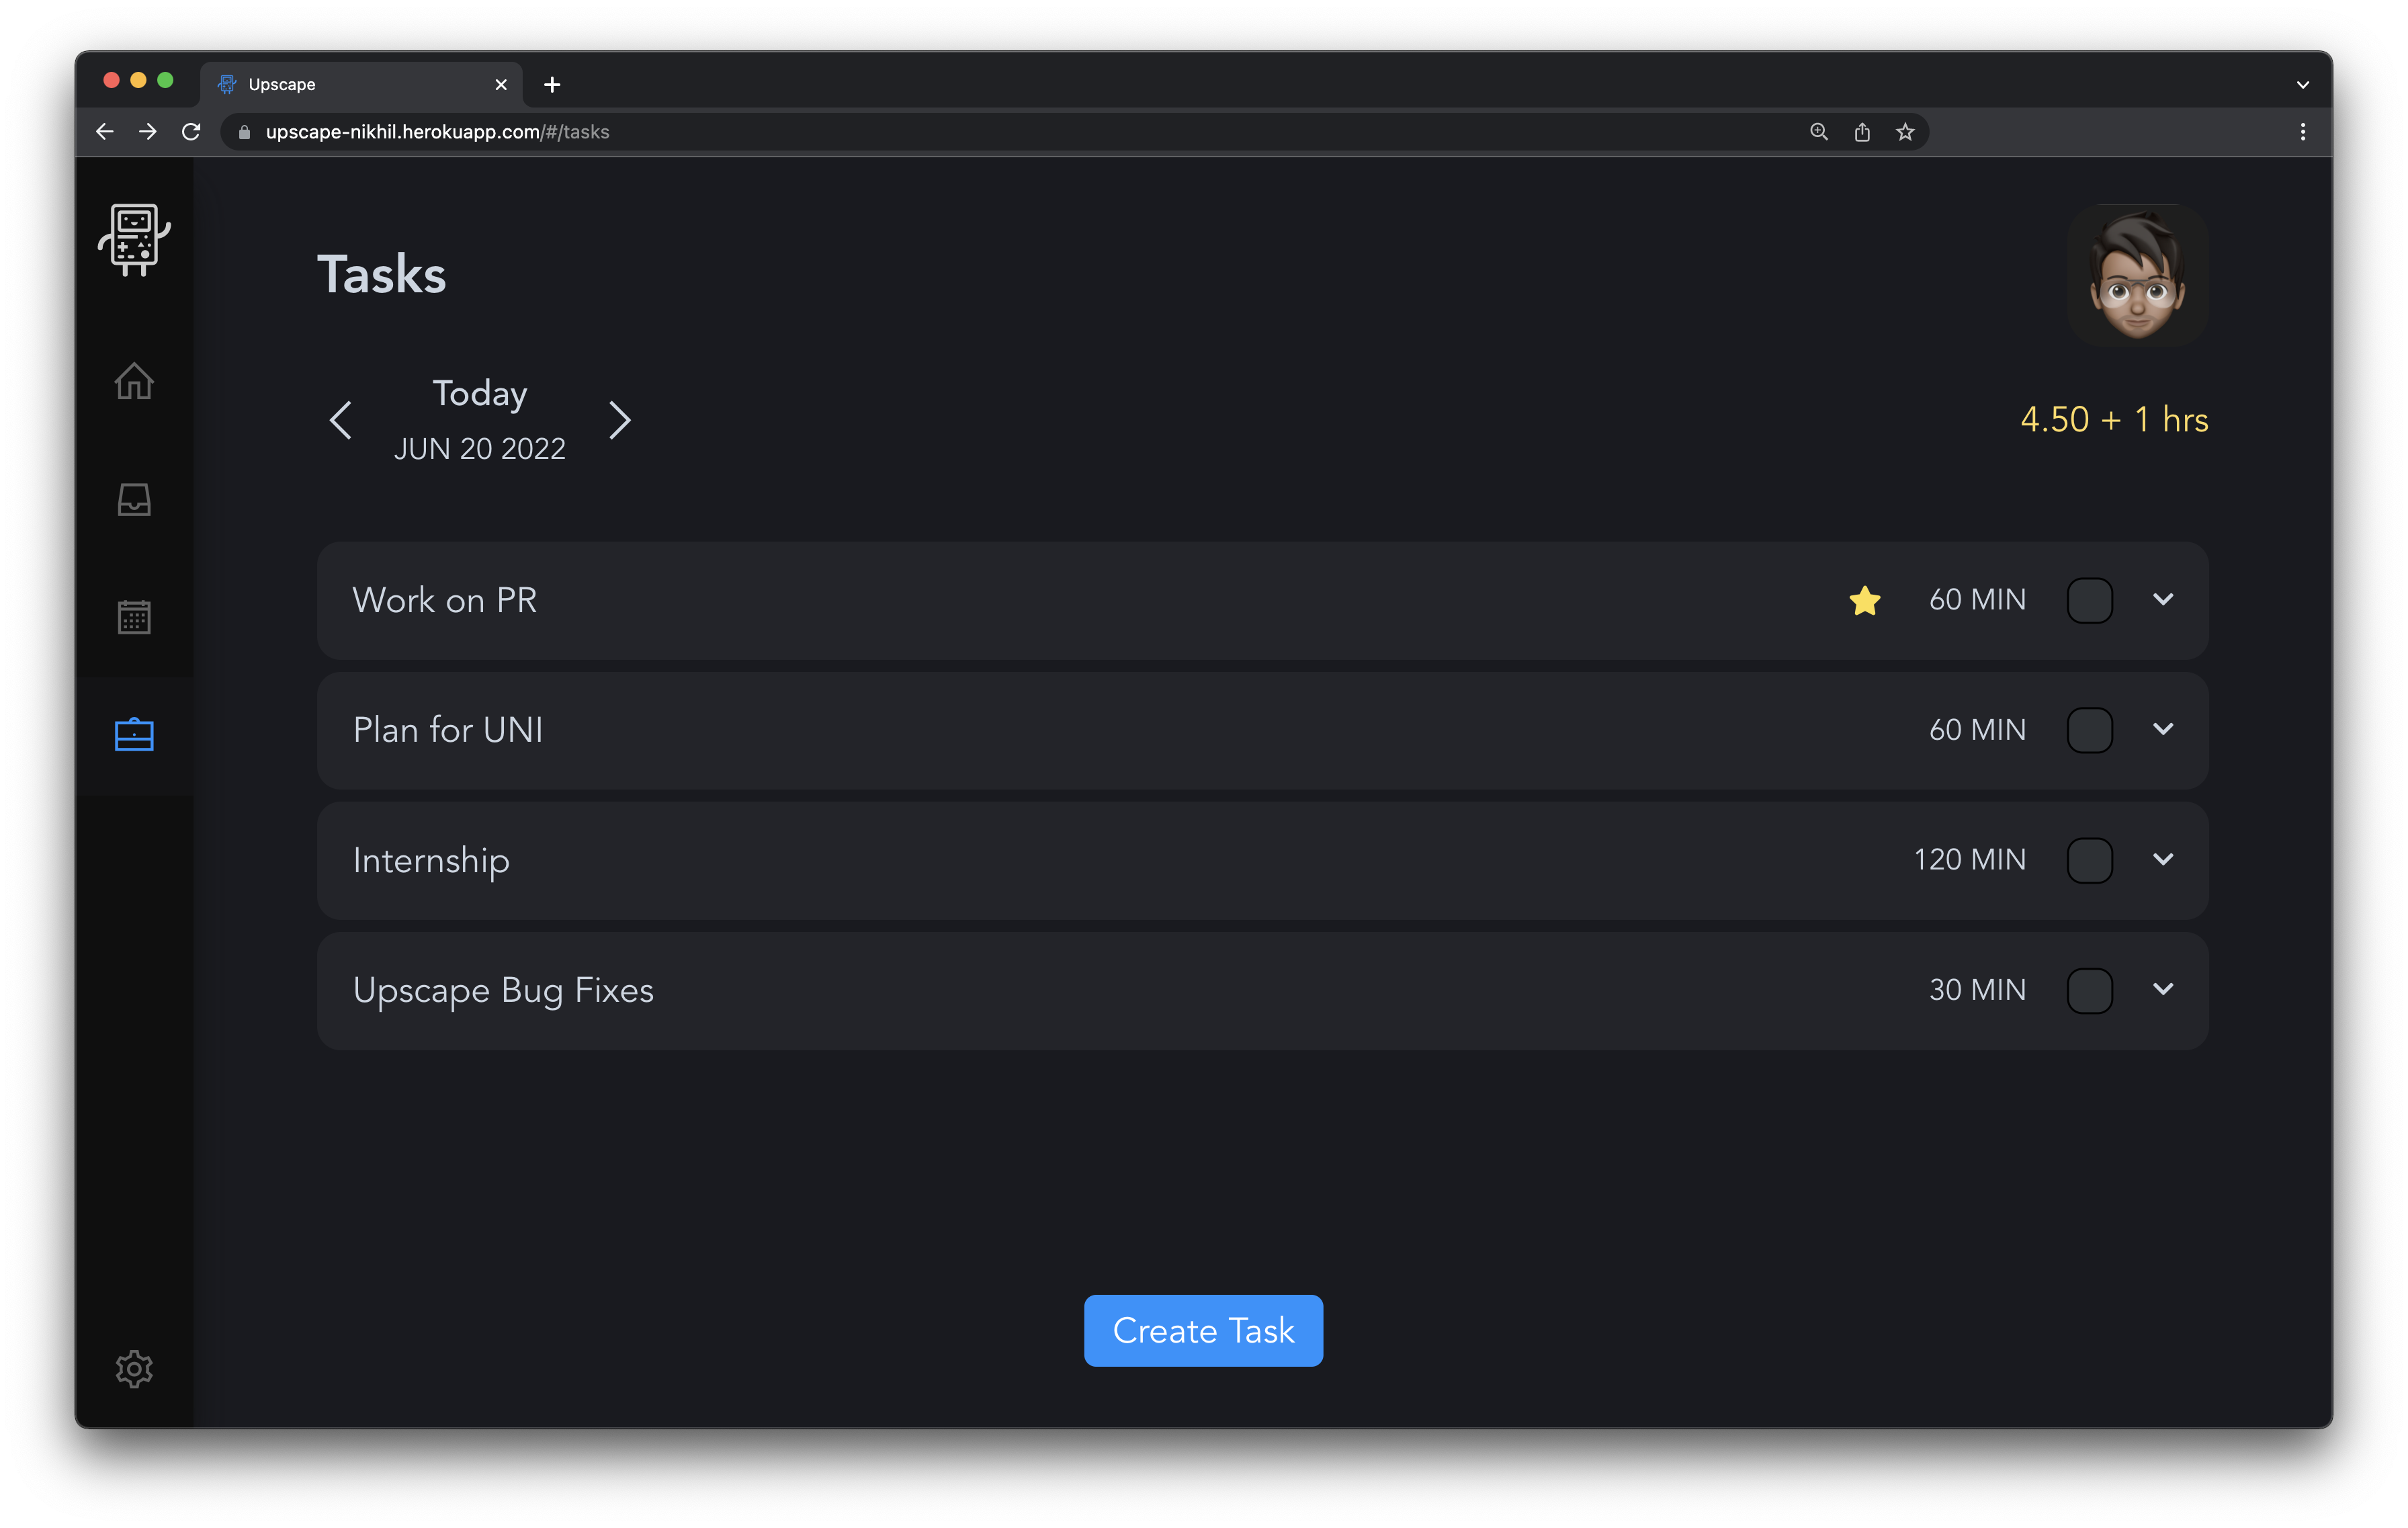 Upscape
upscape-nikhil.herokuapp.com/#/tasks
Tasks
Today
JUN 20 2022
4.50 + 1 hrs
Work on PR
60 MIN
Plan for UNI
60 MIN
Internship
120 MIN
Upscape Bug Fixes
30 MIN
Create Task